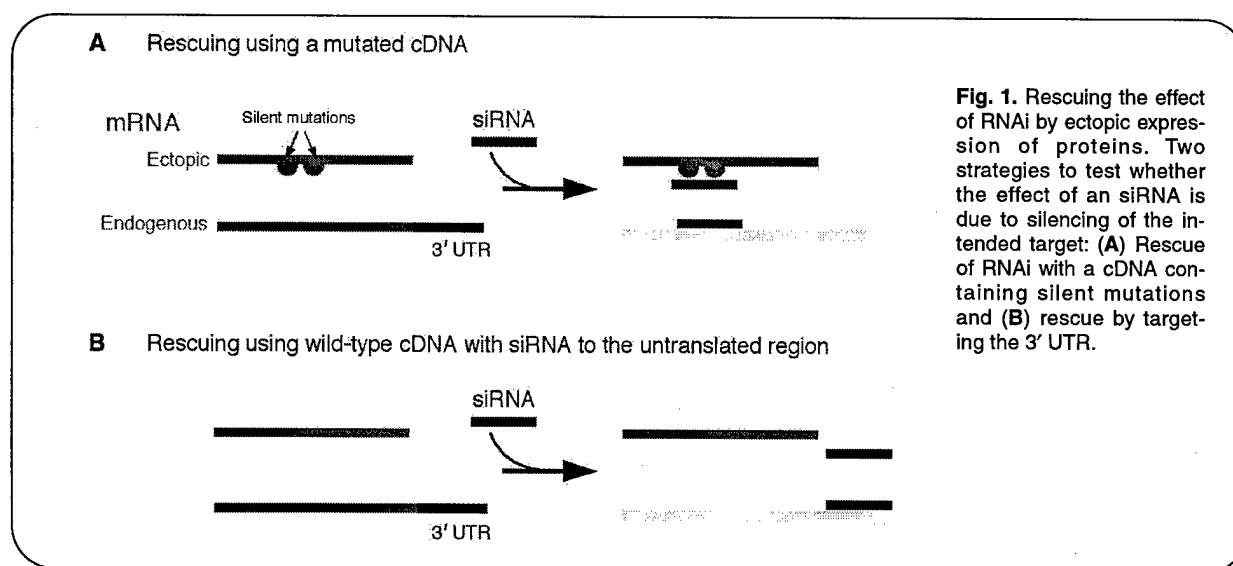 A Rescuing using a mutated cDNA
mRNA
Silent mutations
siRNA
Ectopic
Endogenous
3′ UTR
B Rescuing using wild-type cDNA with siRNA to the untranslated region
siRNA
3′ UTR
Fig. 1. Rescuing the effect
of RNAi by ectopic expres-
sion of proteins. Two
strategies to test whether
the effect of an siRNA is
due to silencing of the in-
tended target: (A) Rescue
of RNAi with a cDNA con-
taining silent mutations
and (B) rescue by target-
ing the 3′ UTR.